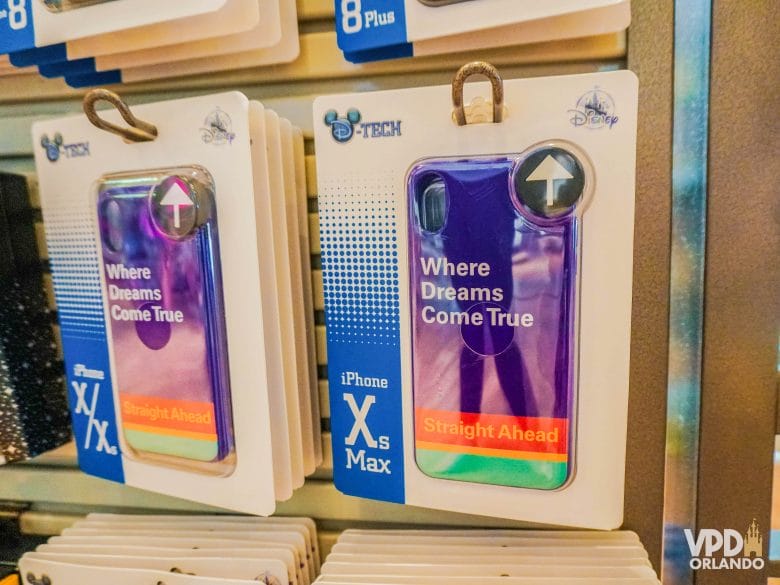 8
8 Plus
D-TECH
Disney
Where
Dreams
Come True
Straight Ahead
iPhone
X/Xs
D-TECH
Disney
Where
Dreams
Come True
Straight Ahead
iPhone
Xs
Max
VPD
ORLANDO